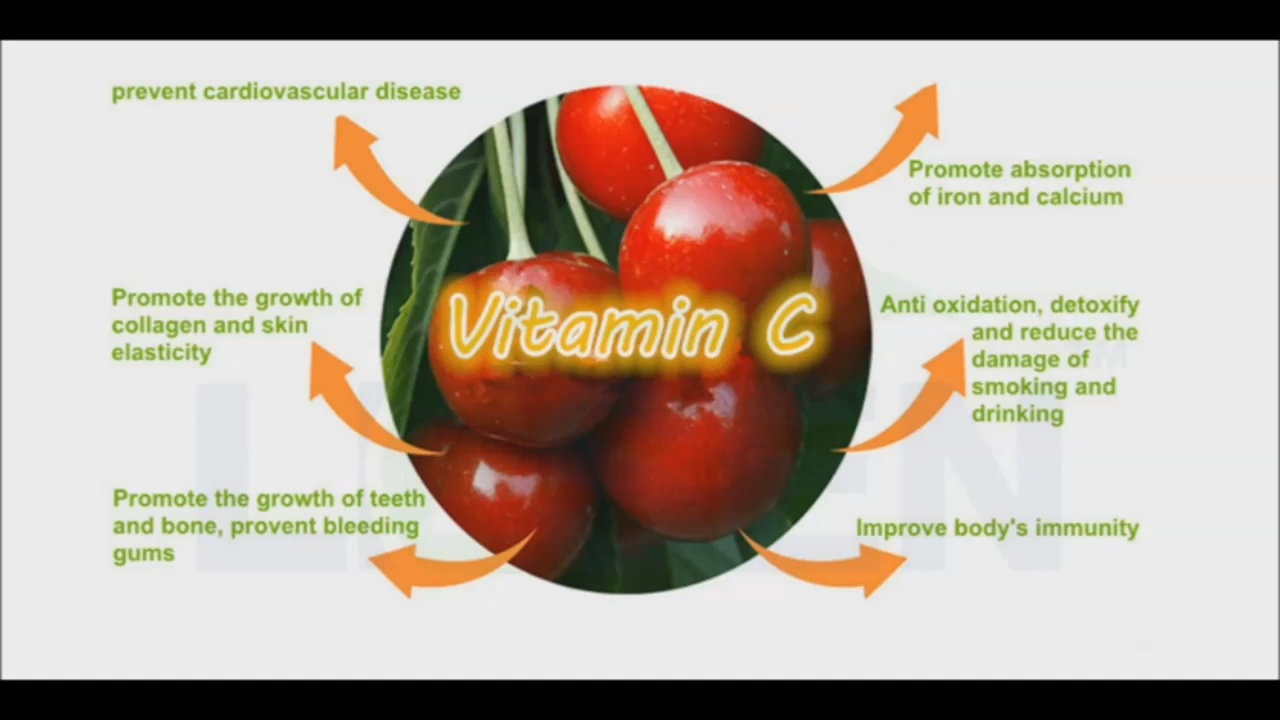 prevent cardiovascular disease
Promote absorption
of iron and calcium
Vitamin C
Promote the growth of
collagen and skin
elasticity
Anti oxidation, detoxify
and reduce the
damage of
smoking and
drinking
Promote the growth of teeth
and bone, provent bleeding
gums
Improve body's immunity
TM